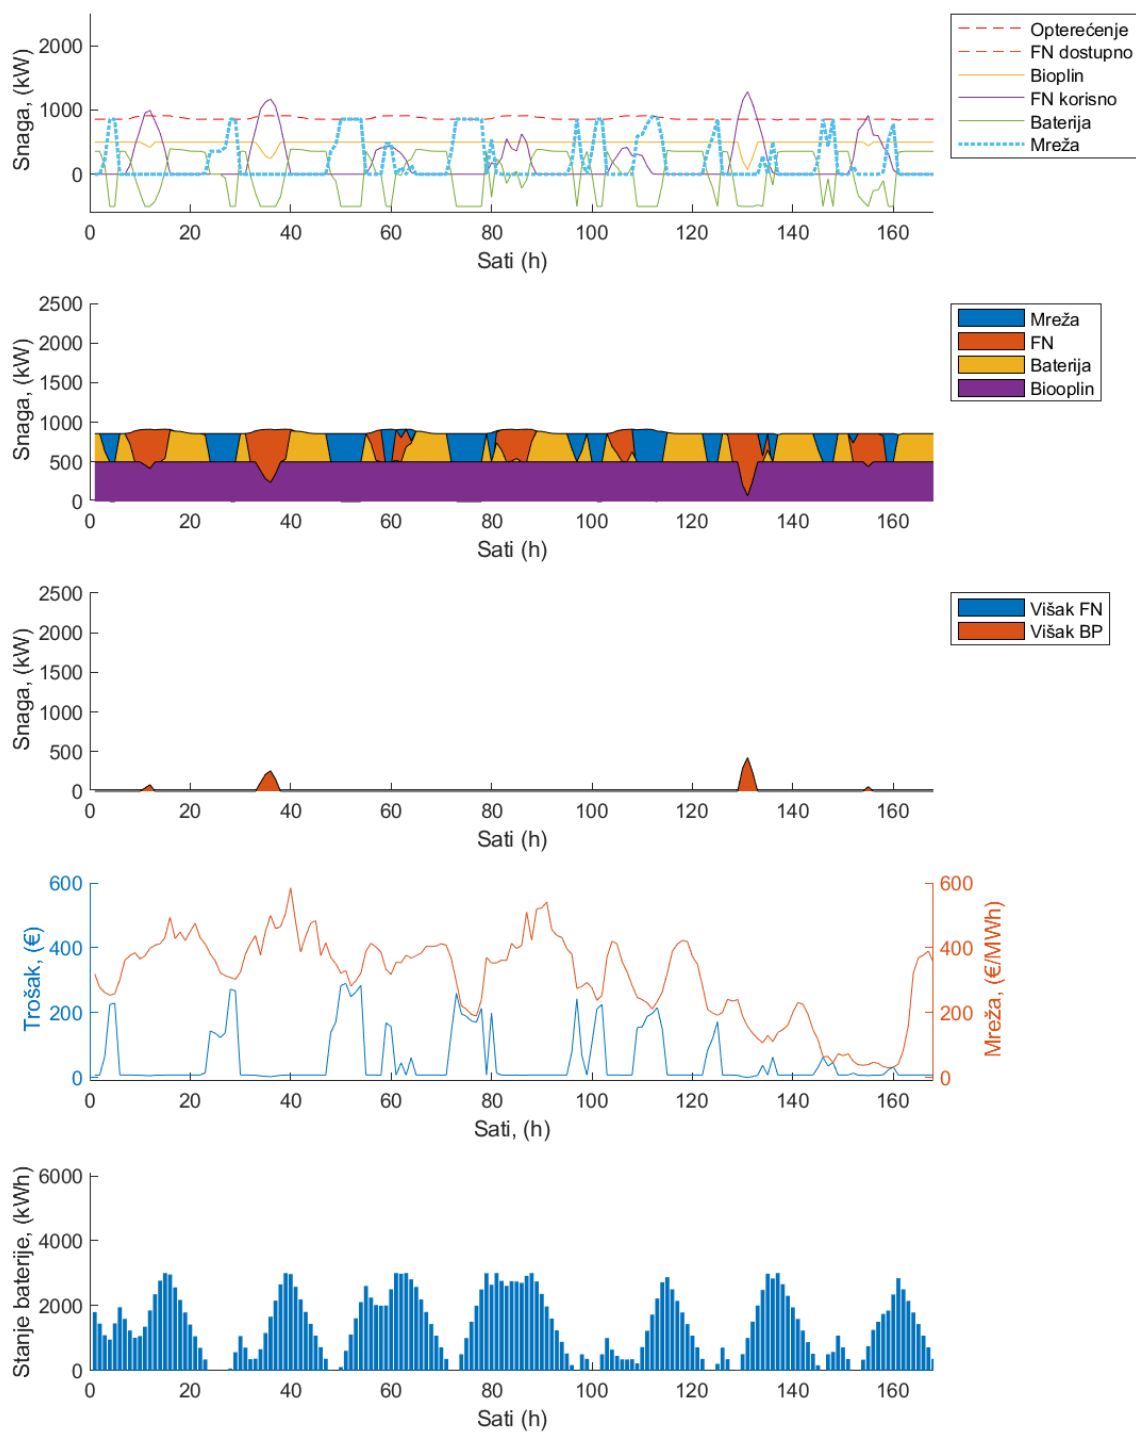 2000
1000
0
Snaga, (kW)
0 20 40 60 80 100 120 140 160
Sati (h)
Opterećenje
FN dostupno
Bioplin
FN korisno
Baterija
Mreža
2500
2000
1500
1000
500
0
Snaga, (kW)
0 20 40 60 80 100 120 140 160
Sati (h)
Mreža
FN
Baterija
Biooplin
2500
2000
1500
1000
500
0
Snaga, (kW)
0 20 40 60 80 100 120 140 160
Sati (h)
Višak FN
Višak BP
600
400
200
0
Trošak, (€)
0 20 40 60 80 100 120 140 160
Sati, (h)
600
400
200
0
Mreža, (€/MWh)
6000
4000
2000
0
Stanje baterije, (kWh)
0 20 40 60 80 100 120 140 160
Sati (h)